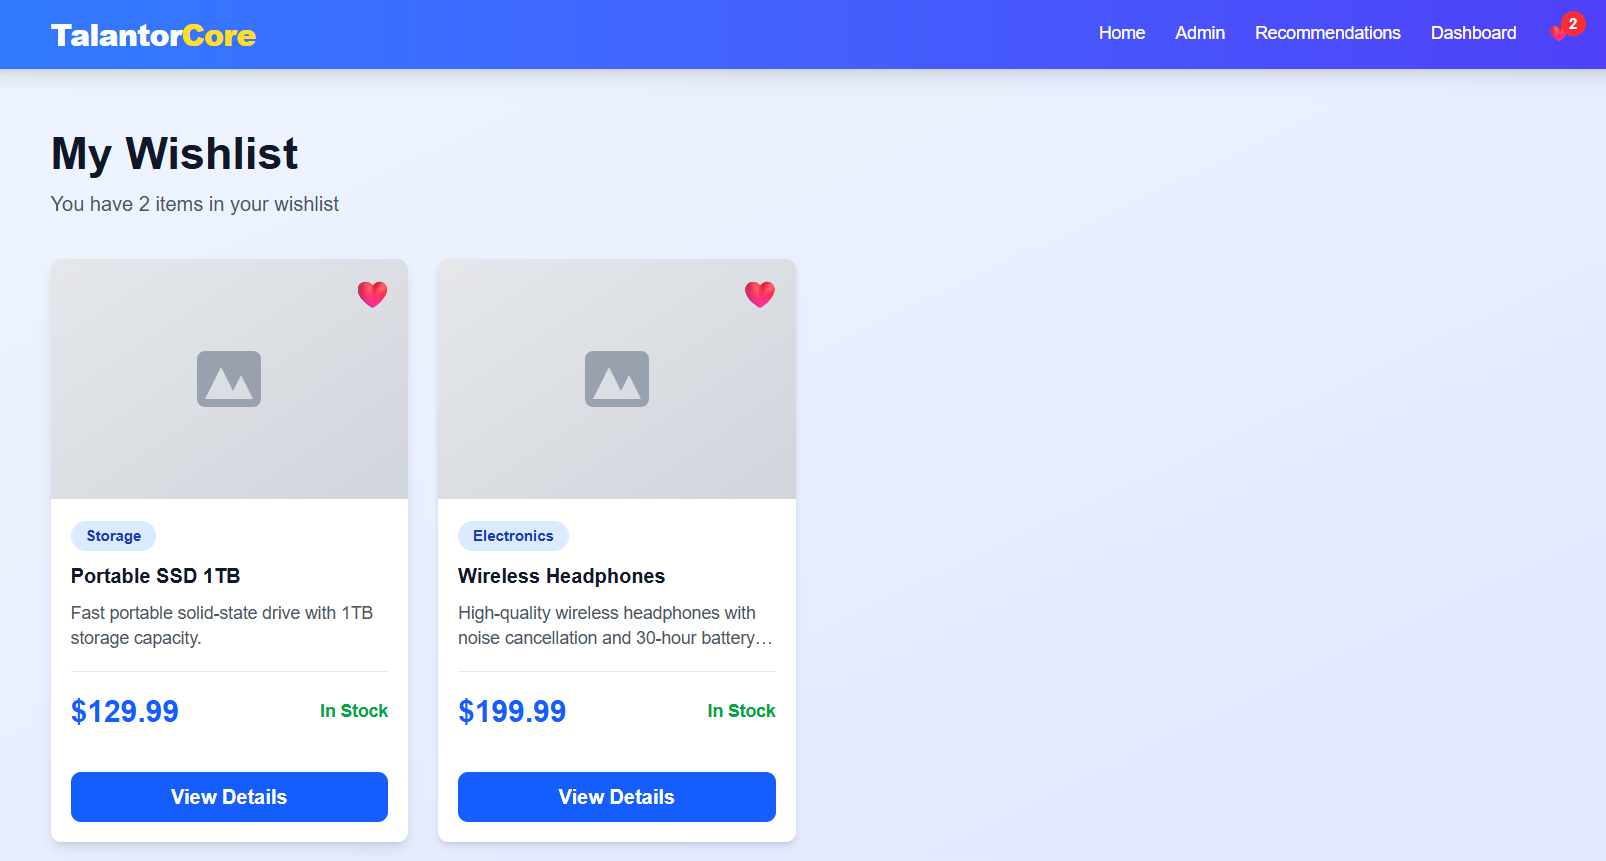 TalantorCore
Home
Admin
Recommendations
Dashboard
2
My Wishlist
You have 2 items in your wishlist
Storage
Portable SSD 1TB
Fast portable solid-state drive with 1TB
storage capacity.
$129.99
In Stock
View Details
Electronics
Wireless Headphones
High-quality wireless headphones with
noise cancellation and 30-hour battery…
$199.99
In Stock
View Details